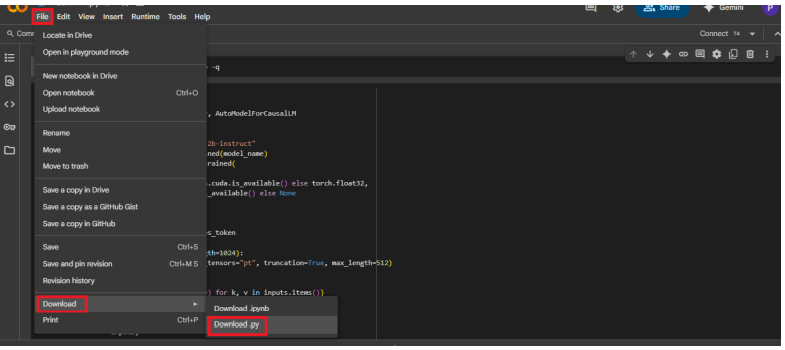 File Edit View Insert Runtime Tools Help
Share
Gemini
P
Locate in Drive
Connect T4
Open in playground mode
New notebook in Drive
-q
Open notebook Ctrl+O
Upload notebook
, AutoModelForCausalLM
Rename
2b-instruct"
Move
ned(model_name)
Move to trash
rained(
.cuda.is_available() else torch.float32,
Save a copy in Drive
_available() else None
Save a copy as a GitHub Gist
Save a copy in GitHub
s_token
Save Ctrl+S
th=1024):
Save and pin revision Ctrl+M S
tensors="pt", truncation=True, max_length=512)
Revision history
) for k, v in inputs.items()}
Download
Download .ipynb
Print Ctrl+P
Download .py